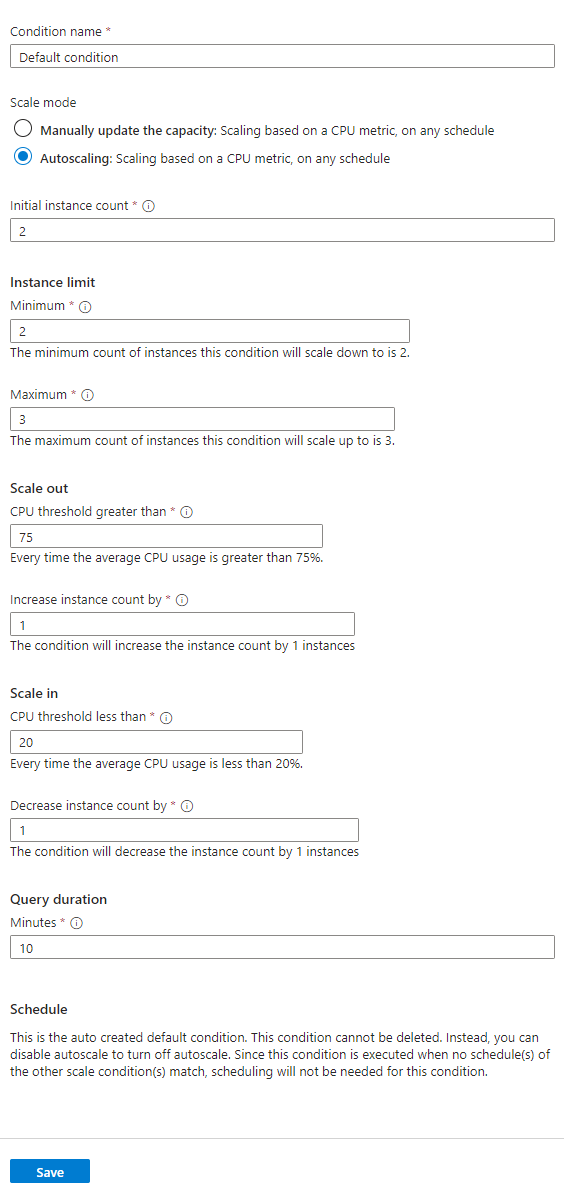 Condition name *
Default condition
Scale mode
Manually update the capacity: Scaling based on a CPU metric, on any schedule
Autoscaling: Scaling based on a CPU metric, on any schedule
Initial instance count *
2
Instance limit
Minimum *
2
The minimum count of instances this condition will scale down to is 2.
Maximum *
3
The maximum count of instances this condition will scale up to is 3.
Scale out
CPU threshold greater than *
75
Every time the average CPU usage is greater than 75%.
Increase instance count by *
1
The condition will increase the instance count by 1 instances
Scale in
CPU threshold less than *
20
Every time the average CPU usage is less than 20%.
Decrease instance count by *
1
The condition will decrease the instance count by 1 instances
Query duration
Minutes *
10
Schedule
This is the auto created default condition. This condition cannot be deleted. Instead, you can
disable autoscale to turn off autoscale. Since this condition is executed when no schedule(s) of
the other scale condition(s) match, scheduling will not be needed for this condition.
Save